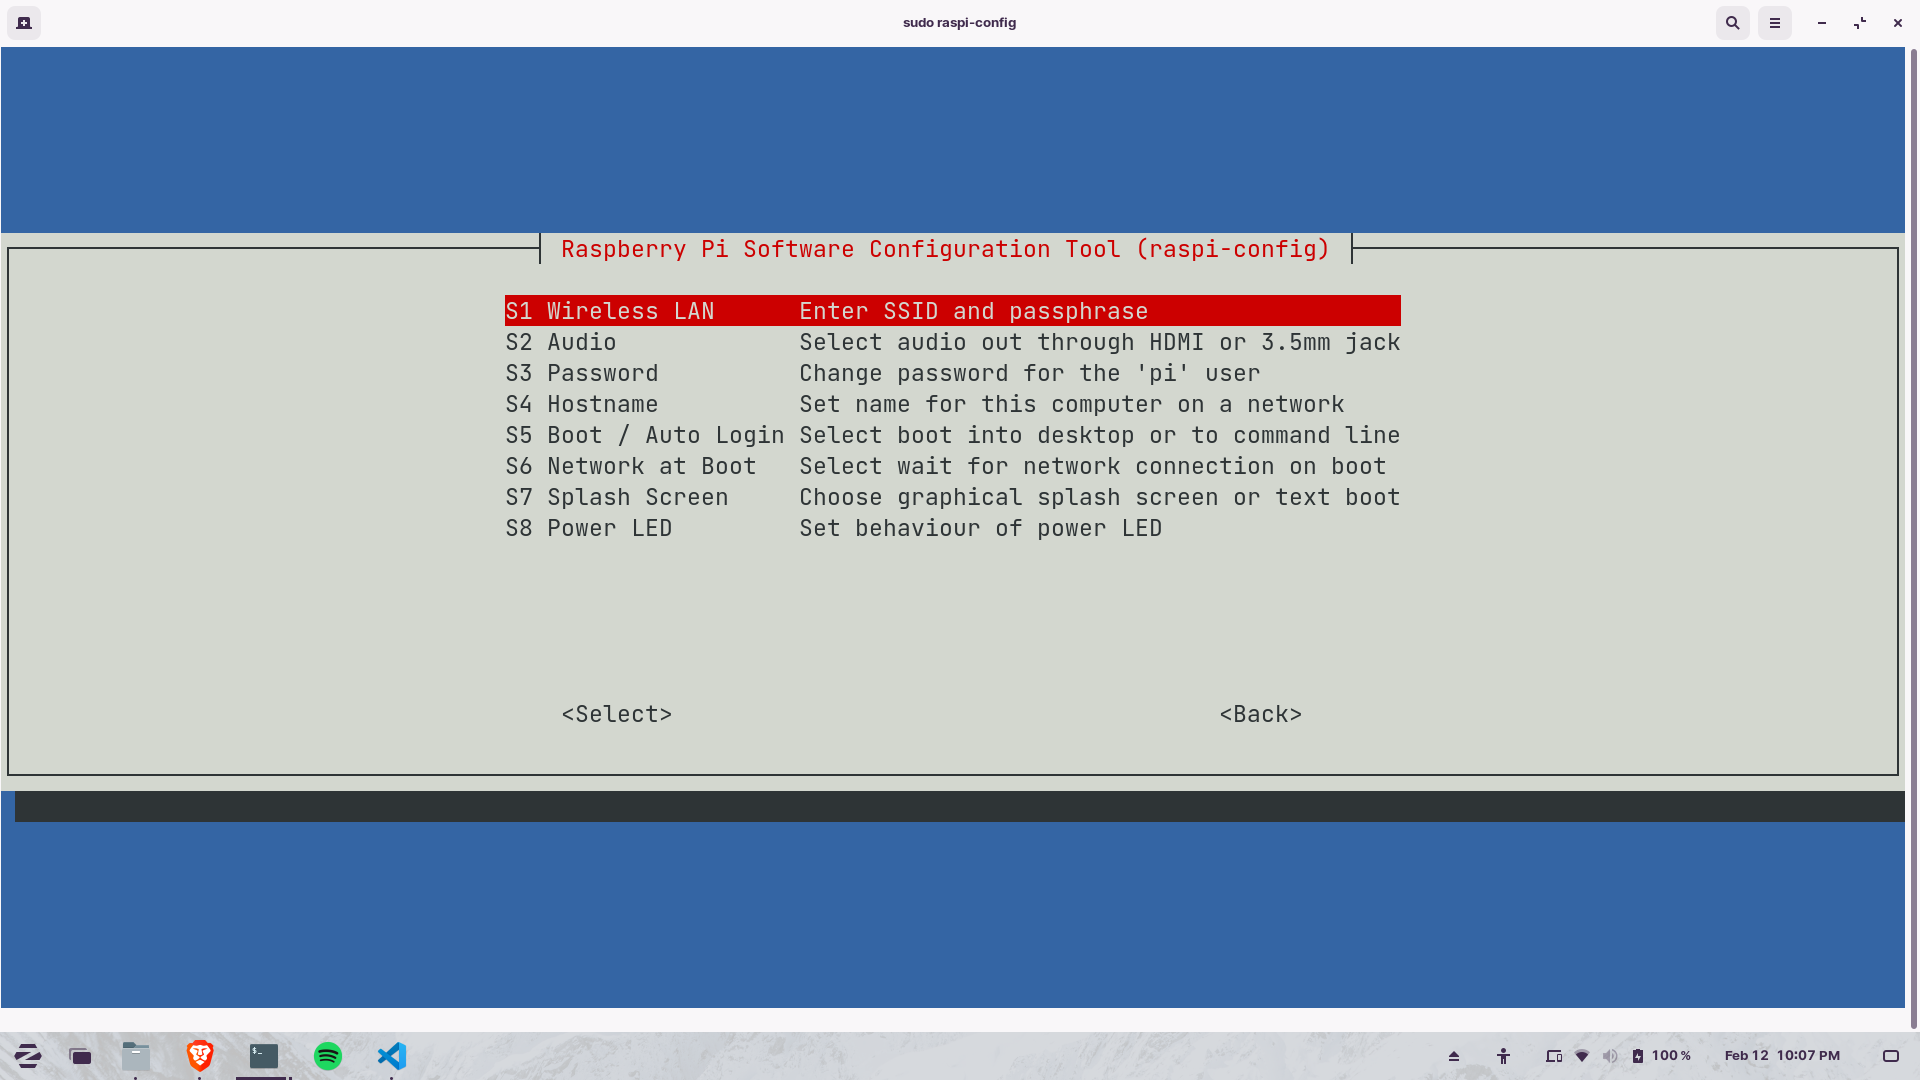 sudo raspi-config
Raspberry Pi Software Configuration Tool (raspi-config)
S1 Wireless LAN Enter SSID and passphrase
S2 Audio Select audio out through HDMI or 3.5mm jack
S3 Password Change password for the 'pi' user
S4 Hostname Set name for this computer on a network
S5 Boot / Auto Login Select boot into desktop or to command line
S6 Network at Boot Select wait for network connection on boot
S7 Splash Screen Choose graphical splash screen or text boot
S8 Power LED Set behaviour of power LED
<Select> <Back>
$_ 100 % Feb 12 10:07 PM